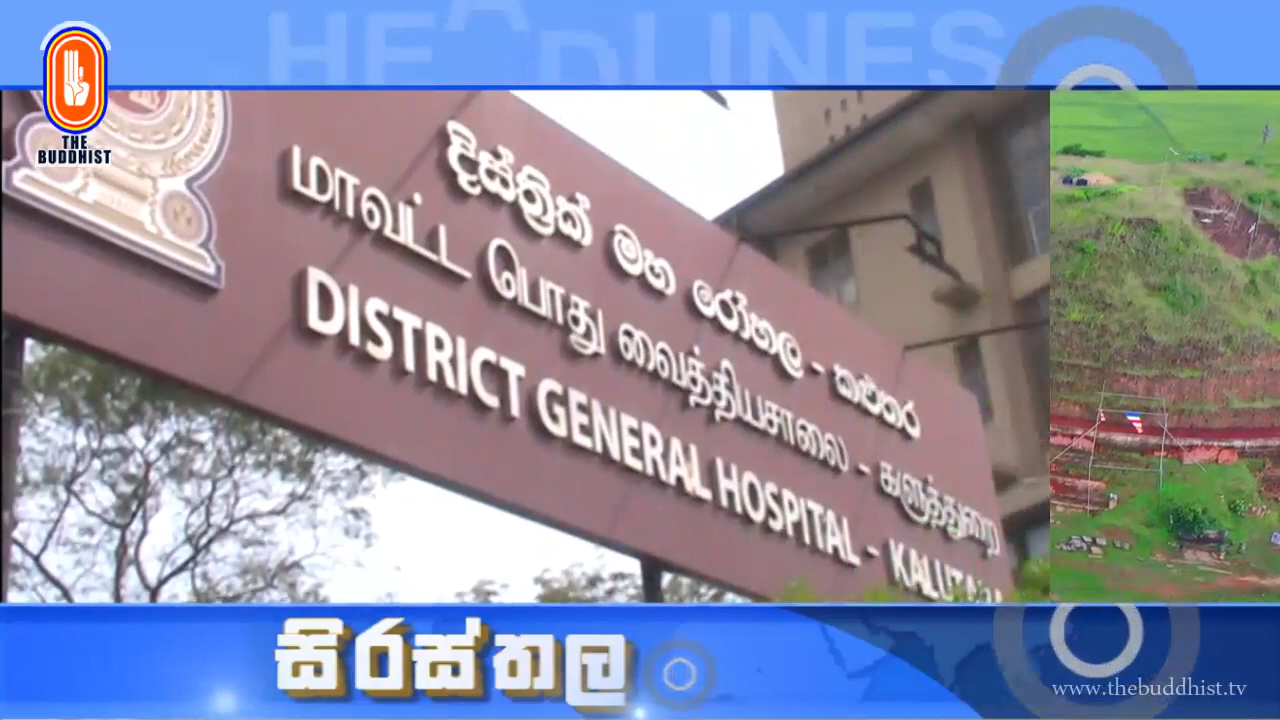 HEADLINES
THE
BUDDHIST
දිස්ත්‍රික් මහ රෝහල - කළුතර
மாவட்ட பொது வைத்தியசாலை - களுத்துறை
DISTRICT GENERAL HOSPITAL - KALUTARA
සිරස්තල
www.thebuddhist.tv